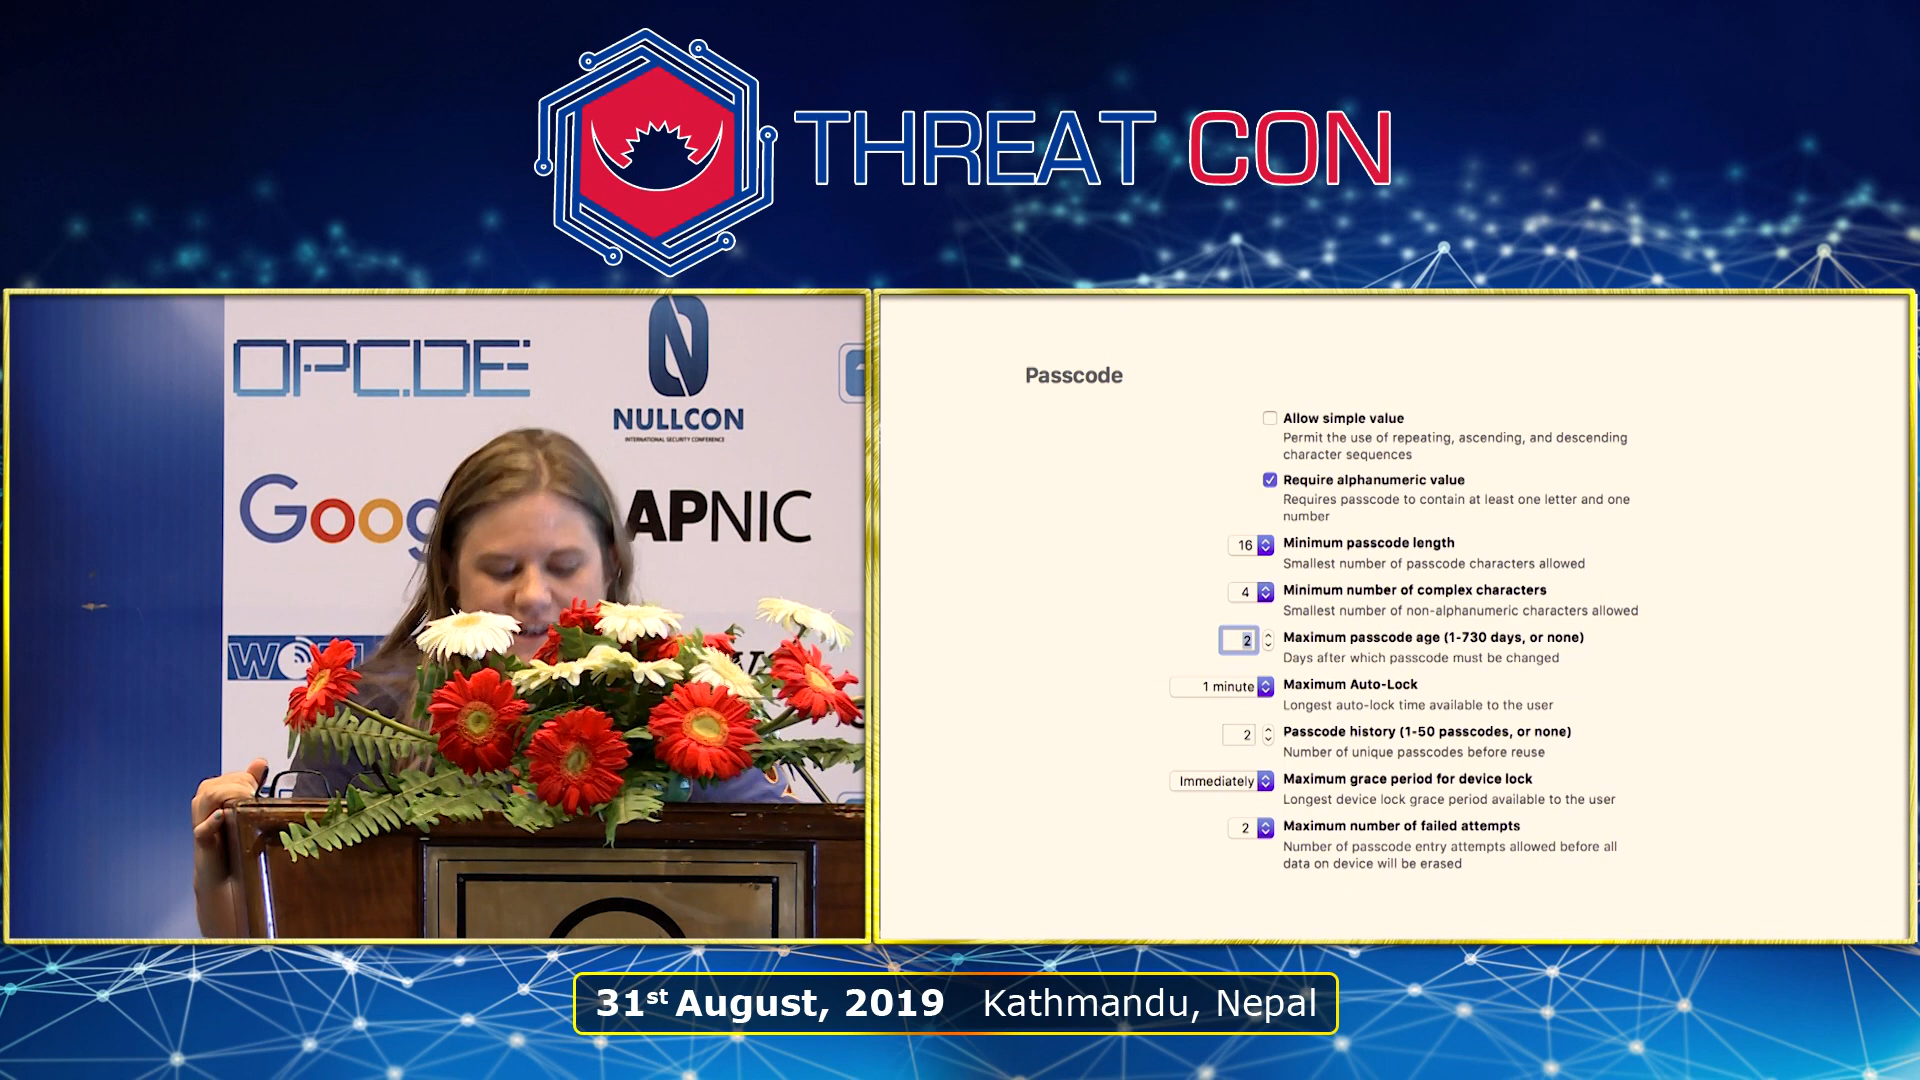 THREAT CON
OPCDE
NULLCON
INTERNATIONAL SECURITY CONFERENCE
Goog
APNIC
Passcode
Allow simple value
Permit the use of repeating, ascending, and descending
character sequences
Require alphanumeric value
Requires passcode to contain at least one letter and one
number
16 Minimum passcode length
Smallest number of passcode characters allowed
4 Minimum number of complex characters
Smallest number of non-alphanumeric characters allowed
2 Maximum passcode age (1-730 days, or none)
Days after which passcode must be changed
1 minute Maximum Auto-Lock
Longest auto-lock time available to the user
2 Passcode history (1-50 passcodes, or none)
Number of unique passcodes before reuse
Immediately Maximum grace period for device lock
Longest device lock grace period available to the user
2 Maximum number of failed attempts
Number of passcode entry attempts allowed before all
data on device will be erased
31st August, 2019 Kathmandu, Nepal